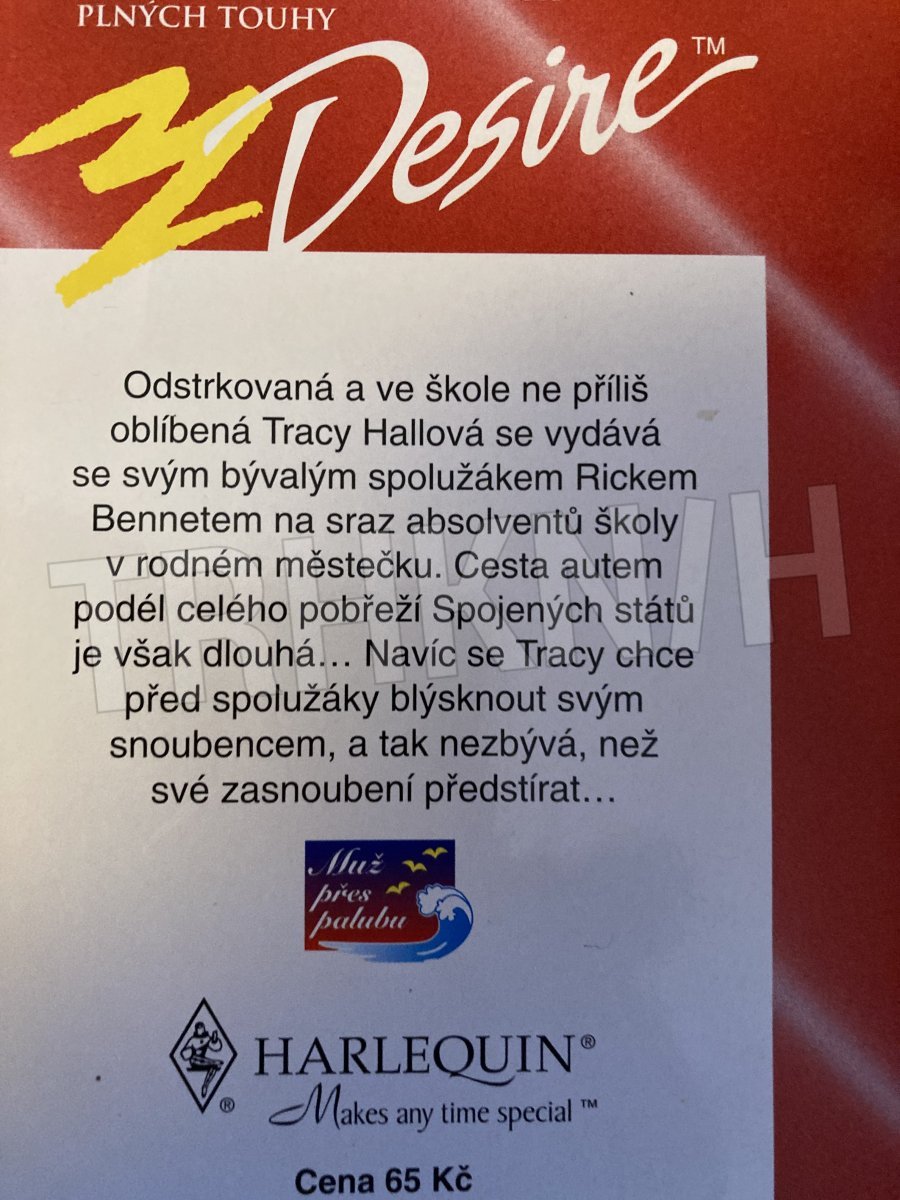 PLNÝCH TOUHY
Desire™
Odstrkovaná a ve škole ne příliš
oblíbená Tracy Hallová se vydává
se svým bývalým spolužákem Rickem
Bennetem na sraz absolventů školy
v rodném městečku. Cesta autem
podél celého pobřeží Spojených států
je však dlouhá... Navíc se Tracy chce
před spolužáky blýsknout svým
snoubencem, a tak nezbývá, než
své zasnoubení předstírat...
Muž
přes
palubu
HARLEQUIN®
®
Makes any time special™
Cena 65 Kč
TRHKNIH